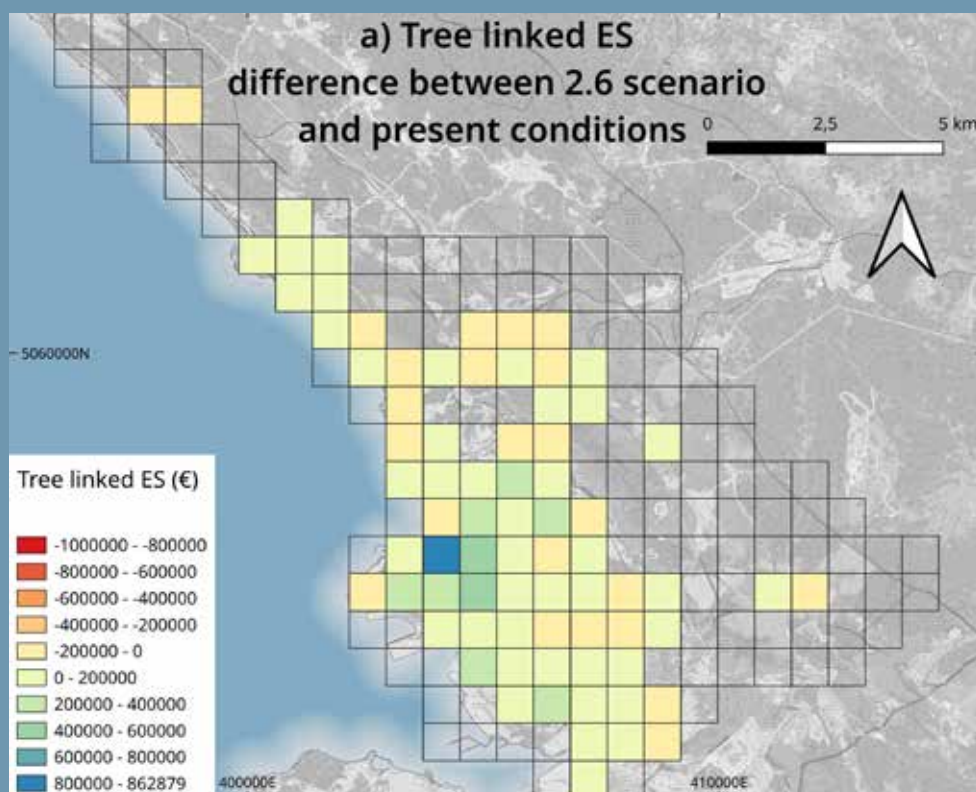 a) Tree linked ES
difference between 2.6 scenario
and present conditions
0 2,5 5 km
5060000N
Tree linked ES (€)
-1000000 - -800000
-800000 - -600000
-600000 - -400000
-400000 - -200000
-200000 - 0
0 - 200000
200000 - 400000
400000 - 600000
600000 - 800000
800000 - 862879
400000E
410000E